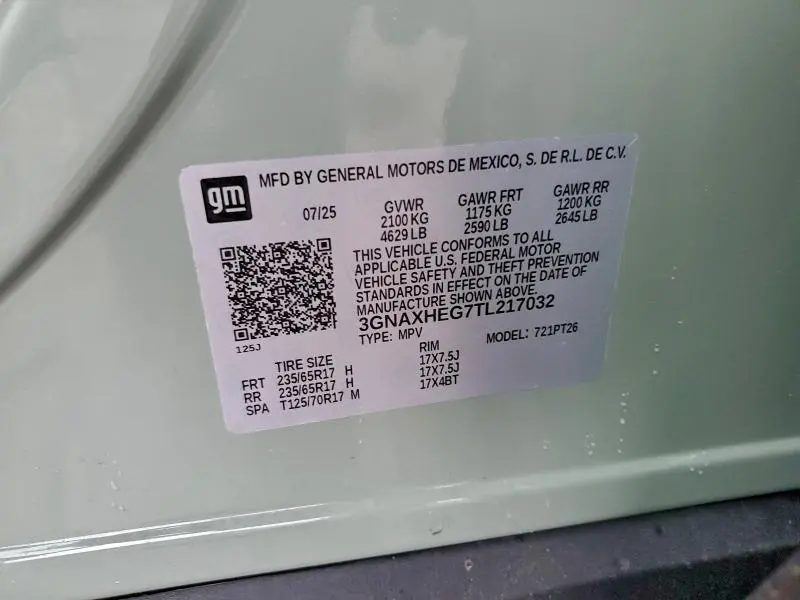 gm
MFD BY GENERAL MOTORS DE MEXICO, S. DE R.L. DE C.V.
07/25 GVWR GAWR FRT GAWR RR
2100 KG 1175 KG 1200 KG
4629 LB 2590 LB 2645 LB
THIS VEHICLE CONFORMS TO ALL
APPLICABLE U.S. FEDERAL MOTOR
VEHICLE SAFETY AND THEFT PREVENTION
STANDARDS IN EFFECT ON THE DATE OF
MANUFACTURE SHOWN ABOVE.
3GNAXHEG7TL217032
TYPE: MPV MODEL: 721PT26
125J
TIRE SIZE RIM
FRT 235/65R17 H 17X7.5J
RR 235/65R17 H 17X7.5J
SPA T125/70R17 M 17X4BT